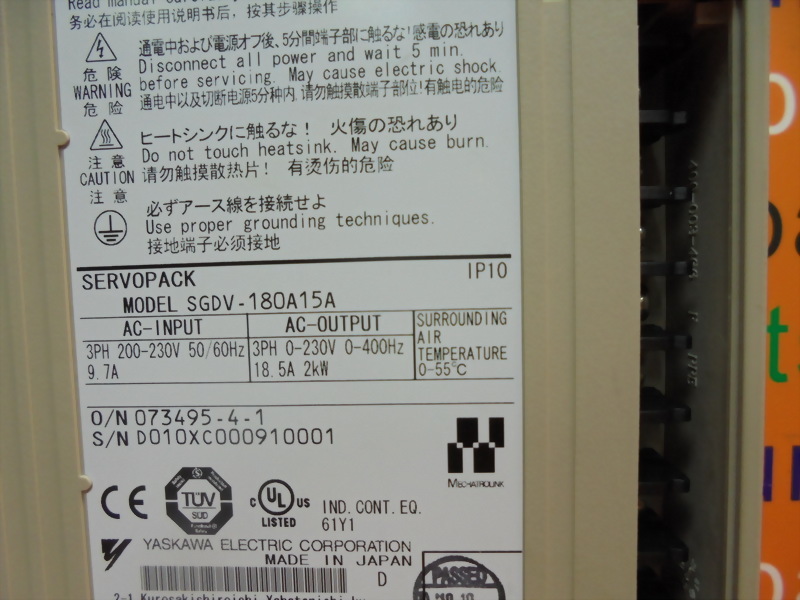 务必在阅读使用说明书后，按其步骤操作
通電中および電源オフ後、5分間端子部に触るな!感電の恐れあり
Disconnect all power and wait 5 min.
before servicing. May cause electric shock.
通电中以及切断电源5分种内,请勿触摸散端子部位!有触电的危险
危険
WARNING
危险
ヒートシンクに触るな! 火傷の恐れあり
Do not touch heatsink. May cause burn.
请勿触摸散热片! 有烫伤的危险
注意
CAUTION
注意
必ずアース線を接続せよ
Use proper grounding techniques.
接地端子必须接地
SERVOPACK IP10
MODEL SGDV-180A15A
AC-INPUT
3PH 200-230V 50/60Hz
9.7A
AC-OUTPUT
3PH 0-230V 0-400Hz
18.5A 2kW
SURROUNDING
AIR
TEMPERATURE
0-55℃
O/N 073495-4-1
S/N D010XC000910001
MECHATROLINK
CE
TÜV
SÜD
c UL US
LISTED
IND. CONT. EQ.
61Y1
YASKAWA ELECTRIC CORPORATION
MADE IN JAPAN
D
PASSED